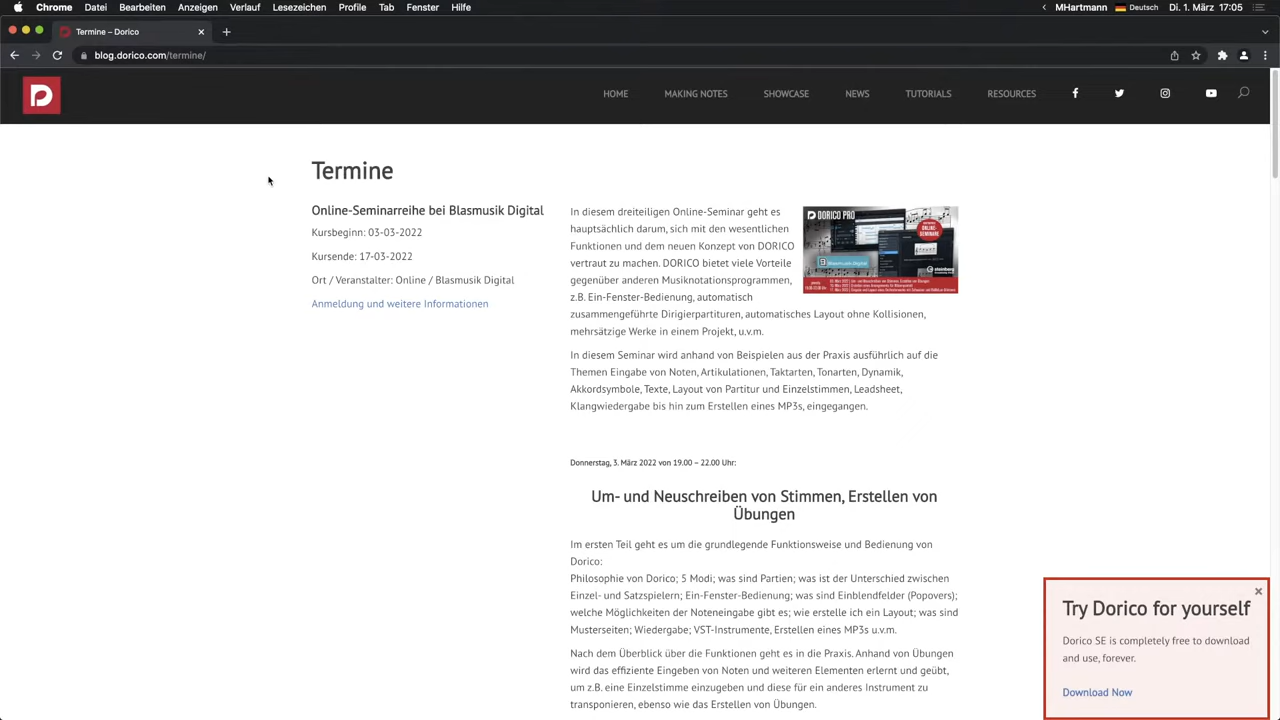 Chrome Datei Bearbeiten Anzeigen Verlauf Lesezeichen Profile Tab Fenster Hilfe MHartmann Deutsch Di. 1. März 17:05
Termine – Dorico
blog.dorico.com/termine/
HOME MAKING NOTES SHOWCASE NEWS TUTORIALS RESOURCES
Termine
Online-Seminarreihe bei Blasmusik Digital
Kursbeginn: 03-03-2022
Kursende: 17-03-2022
Ort / Veranstalter: Online / Blasmusik Digital
Anmeldung und weitere Informationen
In diesem dreiteiligen Online-Seminar geht es
hauptsächlich darum, sich mit den wesentlichen
Funktionen und dem neuen Konzept von DORICO
vertraut zu machen. DORICO bietet viele Vorteile
gegenüber anderen Musiknotationsprogrammen,
z.B. Ein-Fenster-Bedienung, automatisch
zusammengeführte Dirigierpartituren, automatisches Layout ohne Kollisionen,
mehrsätzige Werke in einem Projekt, u.v.m.
DORICO PRO
steinberg
In diesem Seminar wird anhand von Beispielen aus der Praxis ausführlich auf die
Themen Eingabe von Noten, Artikulationen, Taktarten, Tonarten, Dynamik,
Akkordsymbole, Texte, Layout von Partitur und Einzelstimmen, Leadsheet,
Klangwiedergabe bis hin zum Erstellen eines MP3s, eingegangen.
Donnerstag, 3. März 2022 von 19.00 – 22.00 Uhr:
Um- und Neuschreiben von Stimmen, Erstellen von
Übungen
Im ersten Teil geht es um die grundlegende Funktionsweise und Bedienung von
Dorico:
Philosophie von Dorico; 5 Modi; was sind Partien; was ist der Unterschied zwischen
Einzel- und Satzspielern; Ein-Fenster-Bedienung; was sind Einblendfelder (Popovers);
welche Möglichkeiten der Noteneingabe gibt es; wie erstelle ich ein Layout; was sind
Musterseiten; Wiedergabe; VST-Instrumente, Erstellen eines MP3s u.v.m.
Nach dem Überblick über die Funktionen geht es in die Praxis. Anhand von Übungen
wird das effiziente Eingeben von Noten und weiteren Elementen erlernt und geübt,
um z.B. eine Einzelstimme einzugeben und diese für ein anderes Instrument zu
transponieren, ebenso wie das Erstellen von Übungen.
Try Dorico for yourself
Dorico SE is completely free to download
and use, forever.
Download Now